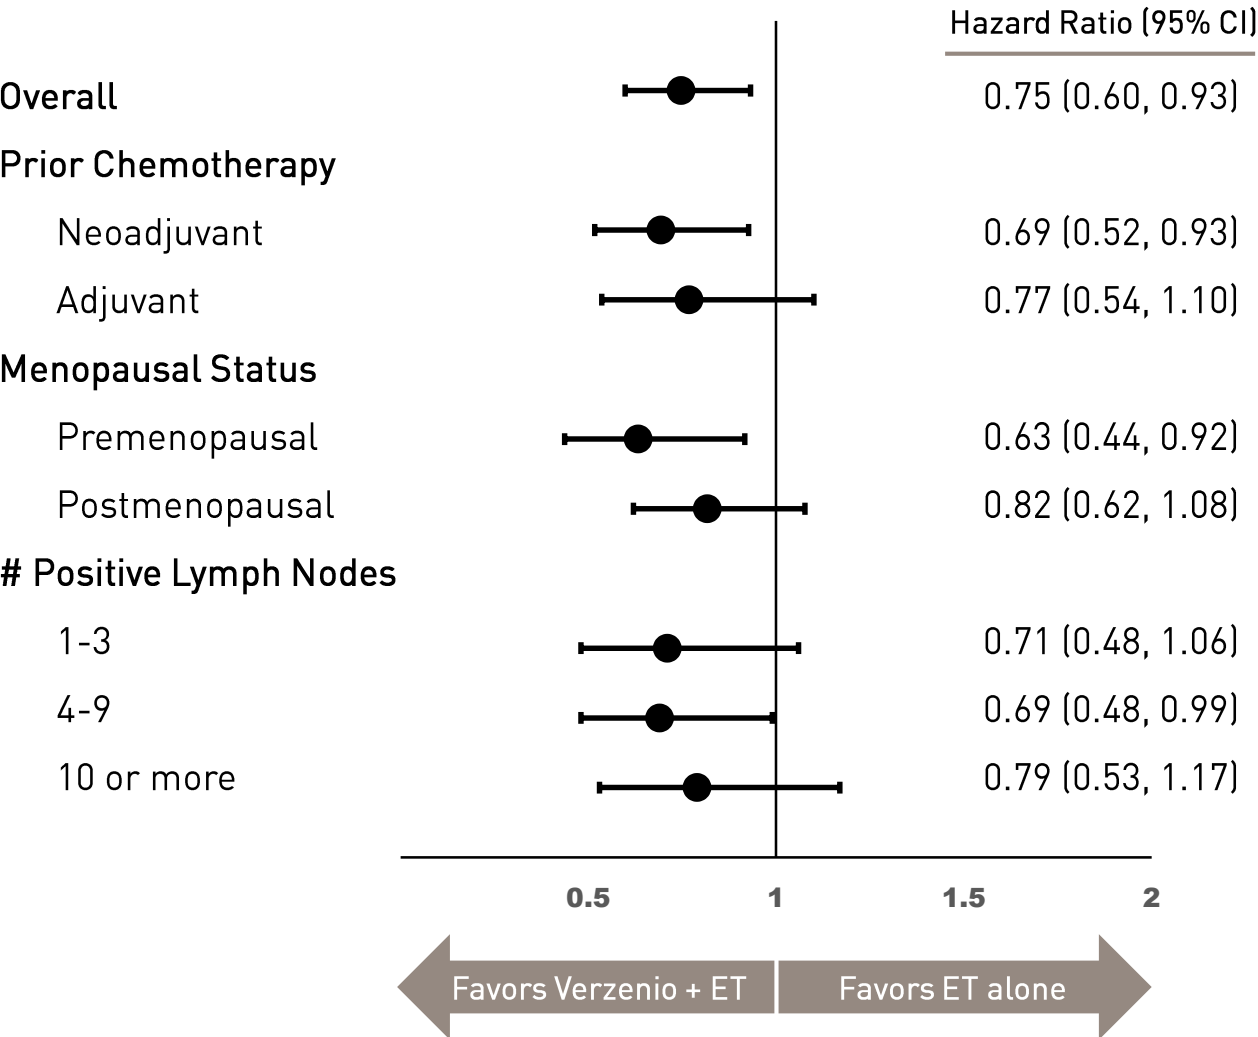 Hazard Ratio (95% CI)
Overall 0.75 (0.60, 0.93)
Prior Chemotherapy
Neoadjuvant 0.69 (0.52, 0.93)
Adjuvant 0.77 (0.54, 1.10)
Menopausal Status
Premenopausal 0.63 (0.44, 0.92)
Postmenopausal 0.82 (0.62, 1.08)
# Positive Lymph Nodes
1-3 0.71 (0.48, 1.06)
4-9 0.69 (0.48, 0.99)
10 or more 0.79 (0.53, 1.17)
0.5 1 1.5 2
Favors Verzenio + ET Favors ET alone